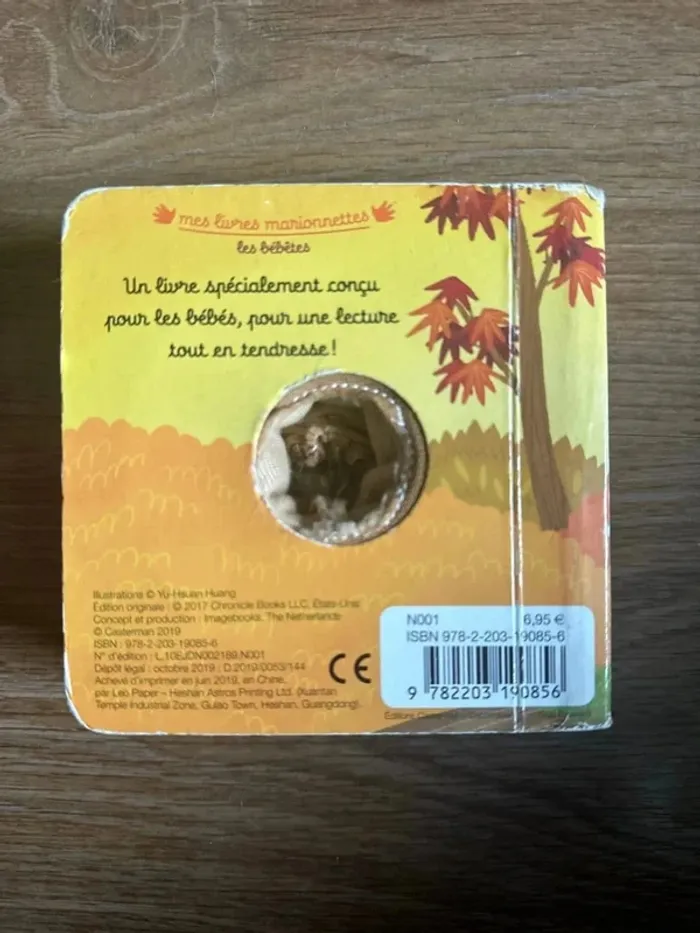 mes livres marionnettes
les bébêtes
Un livre spécialement conçu
pour les bébés, pour une lecture
tout en tendresse !
Illustrations © Yu-Hsuan Huang
Édition originale : © 2017 Chronicle Books LLC, États-Unis
Concept et production : Imagebooks, The Netherlands
© Casterman 2019
ISBN : 978-2-203-19085-6
N° d'édition : L.10EJDN002189.N001
Dépôt légal : octobre 2019 ; D.2019/0053/144
Achevé d'imprimer en juin 2019, en Chine,
par Leo Paper – Heshan Astros Printing Ltd. (Xuantan
Temple Industrial Zone, Gulao Town, Heshan, Guangdong).
CE
N001 6,95 €
ISBN 978-2-203-19085-6
9 782203 190856
Éditions